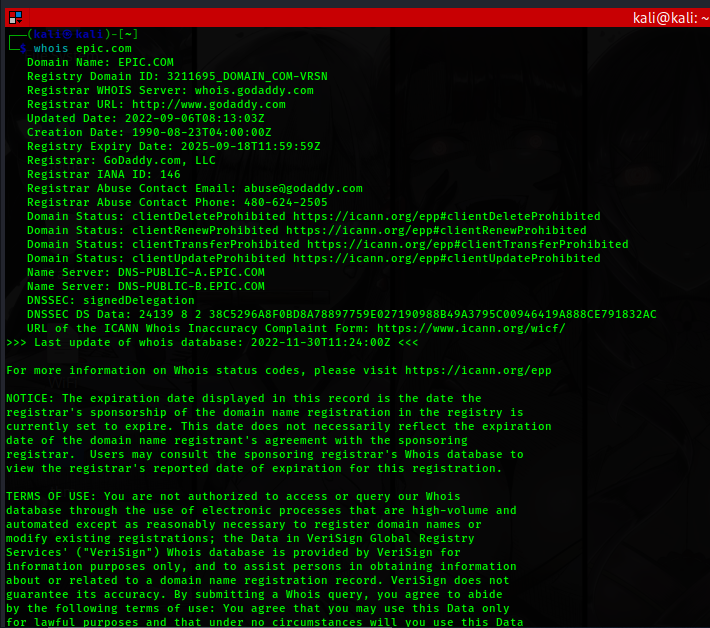 kali@kali: ~
(kali㉿kali)-[~]
$ whois epic.com
Domain Name: EPIC.COM
Registry Domain ID: 3211695_DOMAIN_COM-VRSN
Registrar WHOIS Server: whois.godaddy.com
Registrar URL: http://www.godaddy.com
Updated Date: 2022-09-06T08:13:03Z
Creation Date: 1990-08-23T04:00:00Z
Registry Expiry Date: 2025-09-18T11:59:59Z
Registrar: GoDaddy.com, LLC
Registrar IANA ID: 146
Registrar Abuse Contact Email: abuse@godaddy.com
Registrar Abuse Contact Phone: 480-624-2505
Domain Status: clientDeleteProhibited https://icann.org/epp#clientDeleteProhibited
Domain Status: clientRenewProhibited https://icann.org/epp#clientRenewProhibited
Domain Status: clientTransferProhibited https://icann.org/epp#clientTransferProhibited
Domain Status: clientUpdateProhibited https://icann.org/epp#clientUpdateProhibited
Name Server: DNS-PUBLIC-A.EPIC.COM
Name Server: DNS-PUBLIC-B.EPIC.COM
DNSSEC: signedDelegation
DNSSEC DS Data: 24139 8 2 38C5296A8F0BD8A78897759E027190988B49A3795C00946419A888CE791832AC
URL of the ICANN Whois Inaccuracy Complaint Form: https://www.icann.org/wicf/
>>> Last update of whois database: 2022-11-30T11:24:00Z <<<
For more information on Whois status codes, please visit https://icann.org/epp
NOTICE: The expiration date displayed in this record is the date the
registrar's sponsorship of the domain name registration in the registry is
currently set to expire. This date does not necessarily reflect the expiration
date of the domain name registrant's agreement with the sponsoring
registrar.  Users may consult the sponsoring registrar's Whois database to
view the registrar's reported date of expiration for this registration.
TERMS OF USE: You are not authorized to access or query our Whois
database through the use of electronic processes that are high-volume and
automated except as reasonably necessary to register domain names or
modify existing registrations; the Data in VeriSign Global Registry
Services' ("VeriSign") Whois database is provided by VeriSign for
information purposes only, and to assist persons in obtaining information
about or related to a domain name registration record. VeriSign does not
guarantee its accuracy. By submitting a Whois query, you agree to abide
by the following terms of use: You agree that you may use this Data only
for lawful purposes and that under no circumstances will you use this Data